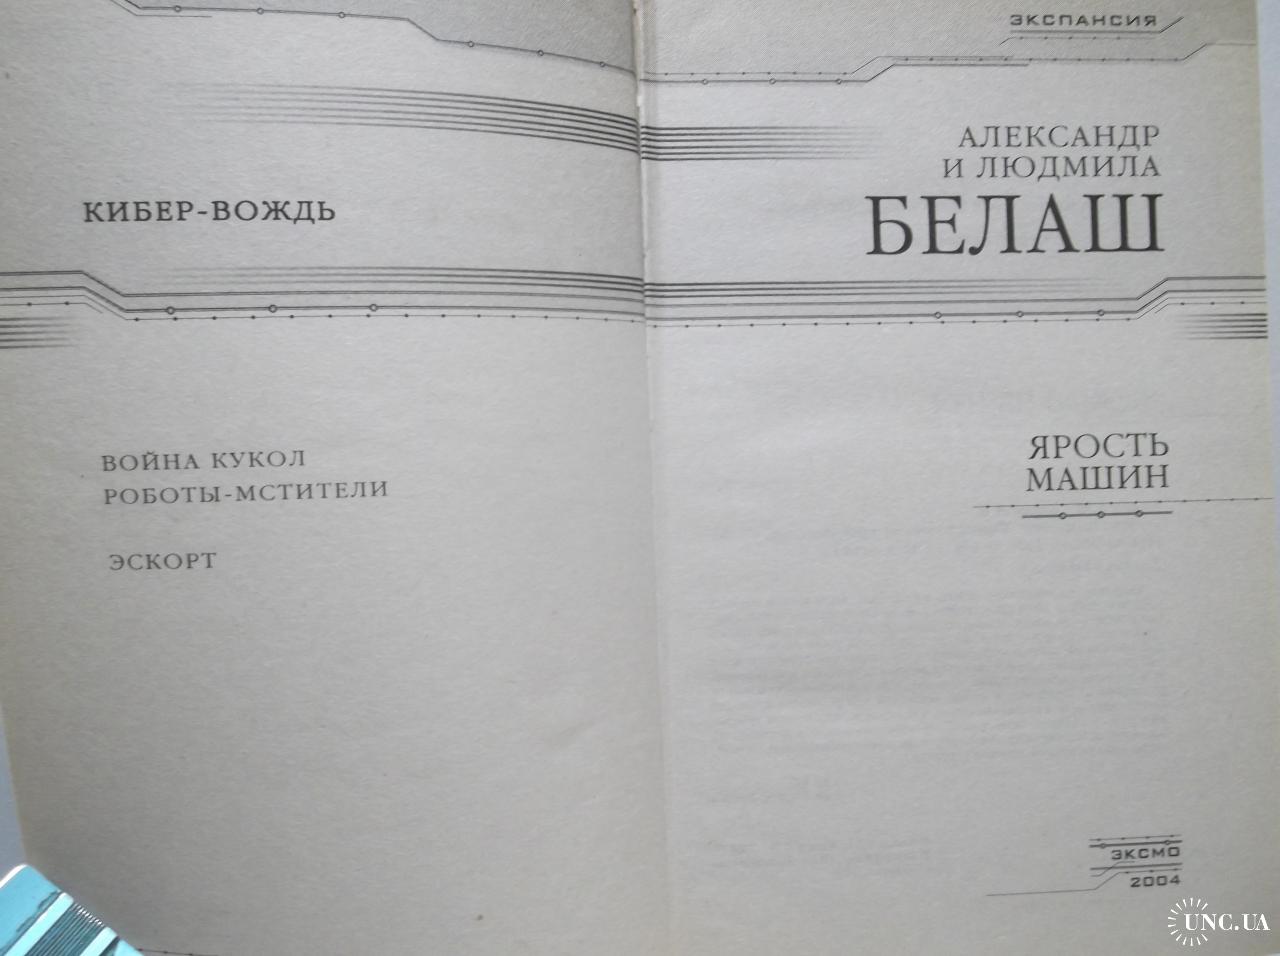 КИБЕР-ВОЖДЬ
ВОЙНА КУКОЛ
РОБОТЫ-МСТИТЕЛИ
ЭСКОРТ
ЭКСПАНСИЯ
АЛЕКСАНДР
И ЛЮДМИЛА
БЕЛАШ
ЯРОСТЬ
МАШИН
ЭКСМО
2004
UNC.UA